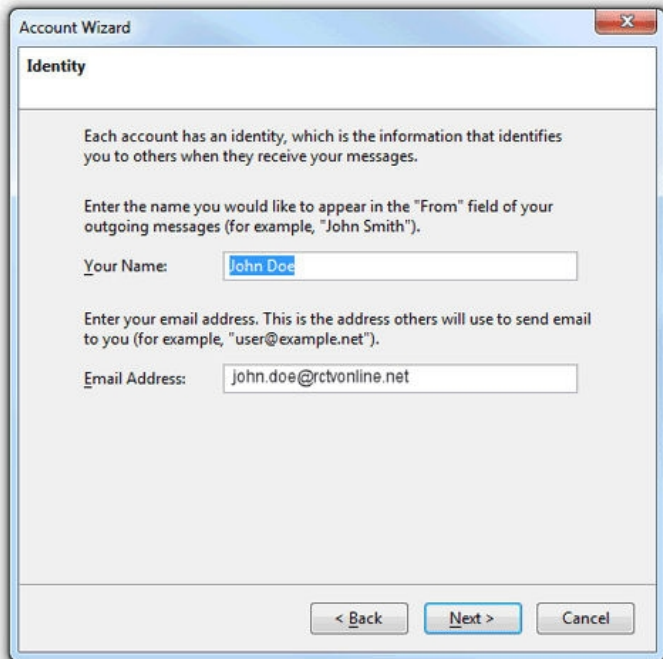 Account Wizard
Identity
Each account has an identity, which is the information that identifies
you to others when they receive your messages.
Enter the name you would like to appear in the "From" field of your
outgoing messages (for example, "John Smith").
Your Name: John Doe
Enter your email address. This is the address others will use to send email
to you (for example, "user@example.net").
Email Address: john.doe@rctvonline.net
< Back Next > Cancel